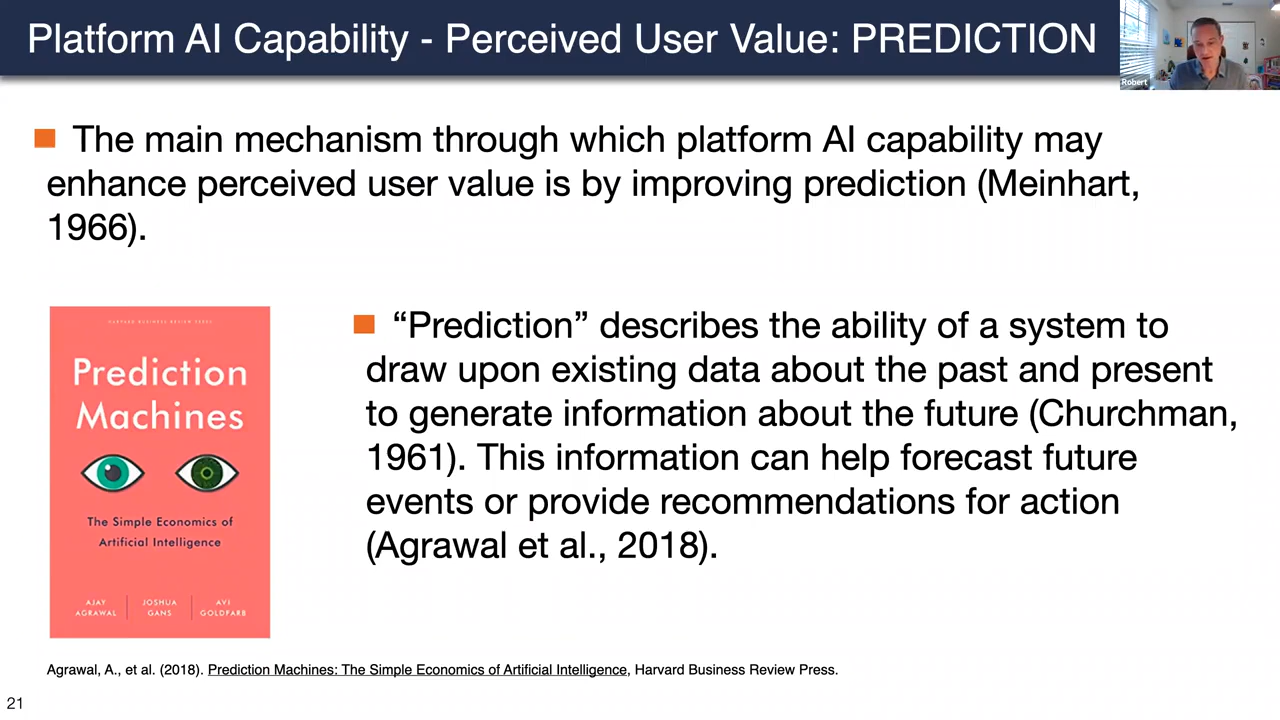 Platform AI Capability - Perceived User Value: PREDICTION
Robert
The main mechanism through which platform AI capability may
enhance perceived user value is by improving prediction (Meinhart,
1966).
HARVARD BUSINESS REVIEW PRESS
Prediction
Machines
The Simple Economics of
Artificial Intelligence
AJAY
AGRAWAL
JOSHUA
GANS
AVI
GOLDFARB
“Prediction” describes the ability of a system to
draw upon existing data about the past and present
to generate information about the future (Churchman,
1961). This information can help forecast future
events or provide recommendations for action
(Agrawal et al., 2018).
Agrawal, A., et al. (2018). Prediction Machines: The Simple Economics of Artificial Intelligence, Harvard Business Review Press.
21